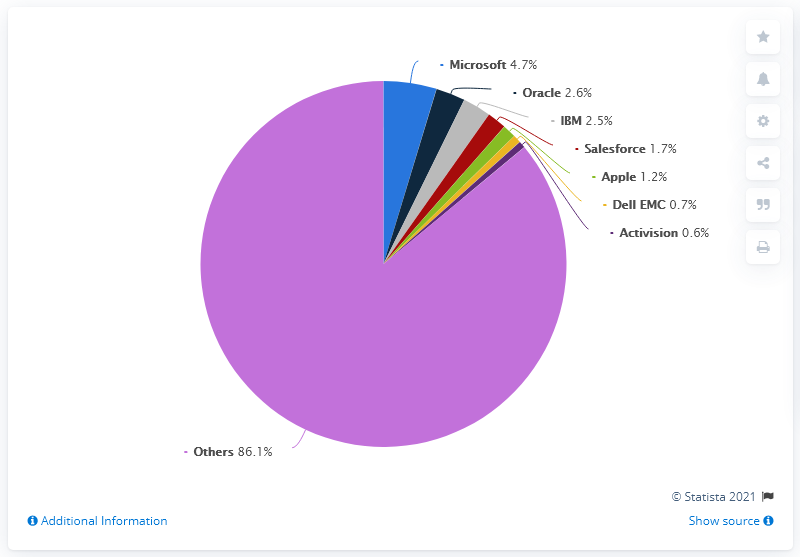 Microsoft 4.7%
Oracle 2.6%
IBM 2.5%
Salesforce 1.7%
Apple 1.2%
Dell EMC 0.7%
Activision 0.6%
Others 86.1%
© Statista 2021
Additional Information
Show source